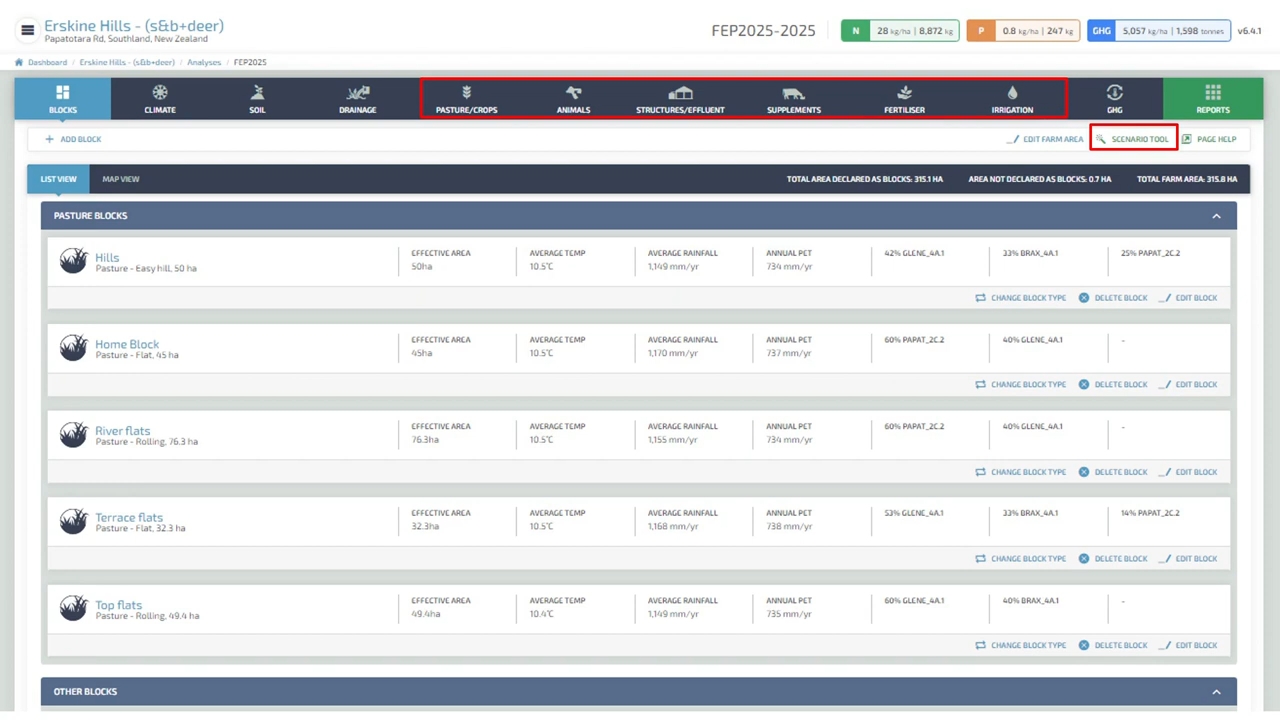 Erskine Hills - (s&b+deer)
Papatotara Rd, Southland, New Zealand
FEP2025-2025
N 28 kg/ha | 8,872 kg
P 0.8 kg/ha | 247 kg
GHG 5,057 kg/ha | 1,598 tonnes
v6.4.1
Dashboard / Erskine Hills - (s&b+deer) / Analyses / FEP2025
BLOCKS
CLIMATE
SOIL
DRAINAGE
PASTURE/CROPS
ANIMALS
STRUCTURES/EFFLUENT
SUPPLEMENTS
FERTILISER
IRRIGATION
GHG
REPORTS
+ ADD BLOCK
EDIT FARM AREA
SCENARIO TOOL
PAGE HELP
LIST VIEW
MAP VIEW
TOTAL AREA DECLARED AS BLOCKS: 315.1 HA
AREA NOT DECLARED AS BLOCKS: 0.7 HA
TOTAL FARM AREA: 315.8 HA
PASTURE BLOCKS
Hills
Pasture - Easy hill, 50 ha
EFFECTIVE AREA
50ha
AVERAGE TEMP
10.5°C
AVERAGE RAINFALL
1,149 mm/yr
ANNUAL PET
734 mm/yr
42% GLENE_4A.1
33% BRAX_4A.1
25% PAPAT_2C.2
CHANGE BLOCK TYPE
DELETE BLOCK
EDIT BLOCK
Home Block
Pasture - Flat, 45 ha
EFFECTIVE AREA
45ha
AVERAGE TEMP
10.5°C
AVERAGE RAINFALL
1,170 mm/yr
ANNUAL PET
737 mm/yr
60% PAPAT_2C.2
40% GLENE_4A.1
-
CHANGE BLOCK TYPE
DELETE BLOCK
EDIT BLOCK
River flats
Pasture - Rolling, 76.3 ha
EFFECTIVE AREA
76.3ha
AVERAGE TEMP
10.5°C
AVERAGE RAINFALL
1,155 mm/yr
ANNUAL PET
734 mm/yr
60% PAPAT_2C.2
40% GLENE_4A.1
-
CHANGE BLOCK TYPE
DELETE BLOCK
EDIT BLOCK
Terrace flats
Pasture - Flat, 32.3 ha
EFFECTIVE AREA
32.3ha
AVERAGE TEMP
10.5°C
AVERAGE RAINFALL
1,168 mm/yr
ANNUAL PET
738 mm/yr
53% GLENE_4A.1
33% BRAX_4A.1
14% PAPAT_2C.2
CHANGE BLOCK TYPE
DELETE BLOCK
EDIT BLOCK
Top flats
Pasture - Rolling, 49.4 ha
EFFECTIVE AREA
49.4ha
AVERAGE TEMP
10.4°C
AVERAGE RAINFALL
1,149 mm/yr
ANNUAL PET
735 mm/yr
60% GLENE_4A.1
40% BRAX_4A.1
-
CHANGE BLOCK TYPE
DELETE BLOCK
EDIT BLOCK
OTHER BLOCKS